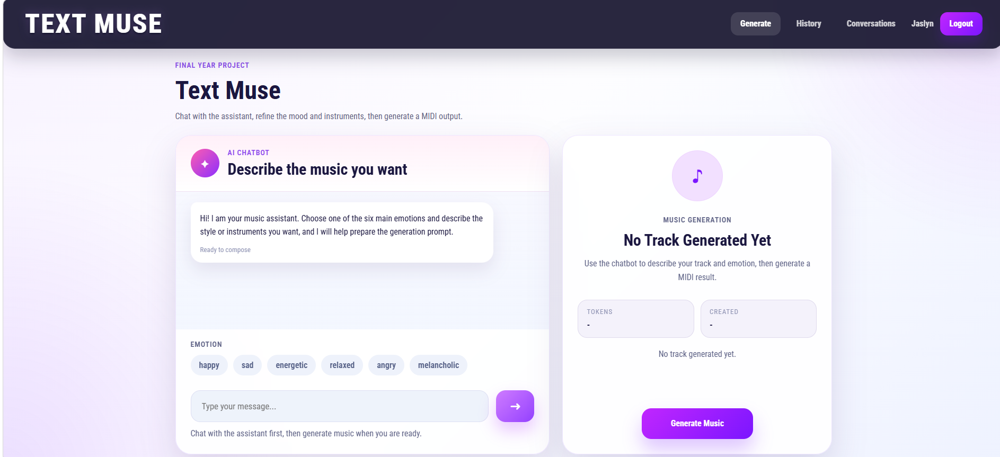 TEXT MUSE
Generate
History
Conversations
Jaslyn
Logout
FINAL YEAR PROJECT
Text Muse
Chat with the assistant, refine the mood and instruments, then generate a MIDI output.
AI CHATBOT
Describe the music you want
Hi! I am your music assistant. Choose one of the six main emotions and describe the
style or instruments you want, and I will help prepare the generation prompt.
Ready to compose
EMOTION
happy
sad
energetic
relaxed
angry
melancholic
Type your message...
Chat with the assistant first, then generate music when you are ready.
MUSIC GENERATION
No Track Generated Yet
Use the chatbot to describe your track and emotion, then generate a
MIDI result.
TOKENS
-
CREATED
-
No track generated yet.
Generate Music